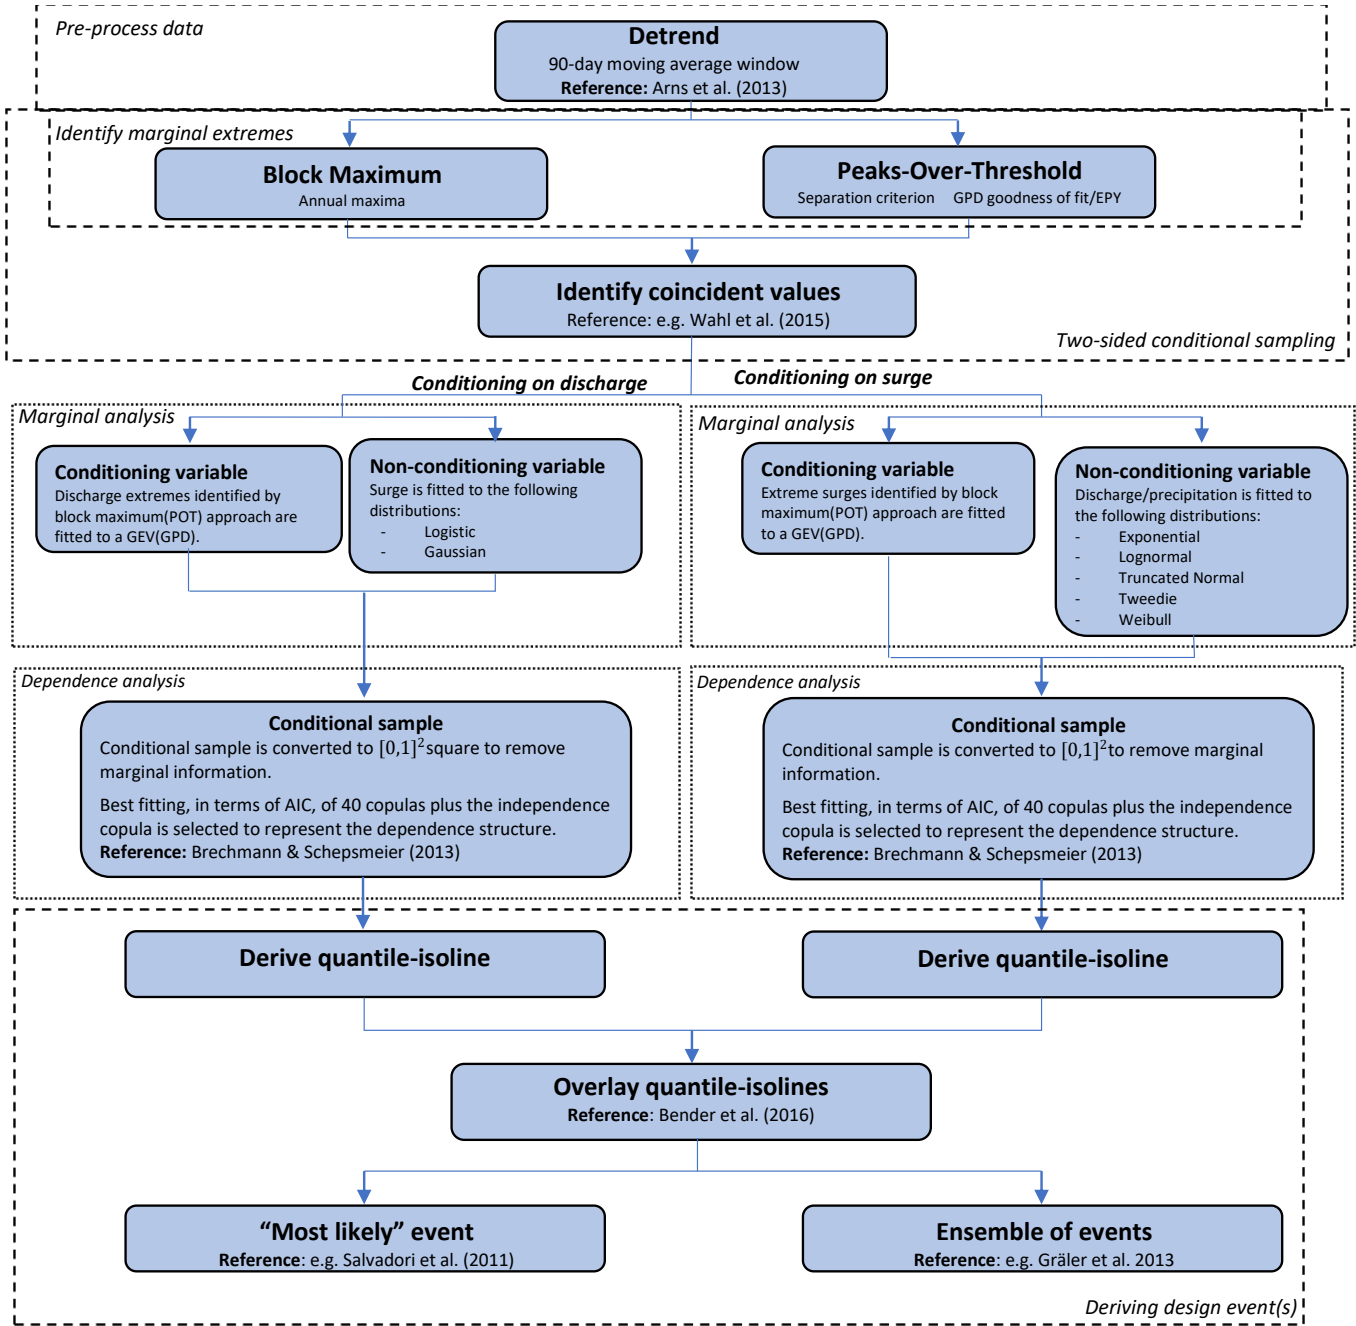 Pre-process data
Detrend
90-day moving average window
Reference: Arns et al. (2013)
Identify marginal extremes
Block Maximum
Annual maxima
Peaks-Over-Threshold
Separation criterion GPD goodness of fit/EPY
Identify coincident values
Reference: e.g. Wahl et al. (2015)
Two-sided conditional sampling
Conditioning on discharge
Conditioning on surge
Marginal analysis
Conditioning variable
Discharge extremes identified by
block maximum(POT) approach are
fitted to a GEV(GPD).
Non-conditioning variable
Surge is fitted to the following
distributions:
- Logistic
- Gaussian
Marginal analysis
Conditioning variable
Extreme surges identified by block
maximum(POT) approach are fitted
to a GEV(GPD).
Non-conditioning variable
Discharge/precipitation is fitted to
the following distributions:
- Exponential
- Lognormal
- Truncated Normal
- Tweedie
- Weibull
Dependence analysis
Conditional sample
Conditional sample is converted to [0,1]² square to remove
marginal information.
Best fitting, in terms of AIC, of 40 copulas plus the independence
copula is selected to represent the dependence structure.
Reference: Brechmann & Schepsmeier (2013)
Dependence analysis
Conditional sample
Conditional sample is converted to [0,1]² to remove marginal
information.
Best fitting, in terms of AIC, of 40 copulas plus the independence
copula is selected to represent the dependence structure.
Reference: Brechmann & Schepsmeier (2013)
Derive quantile-isoline
Derive quantile-isoline
Overlay quantile-isolines
Reference: Bender et al. (2016)
“Most likely” event
Reference: e.g. Salvadori et al. (2011)
Ensemble of events
Reference: e.g. Gräler et al. 2013
Deriving design event(s)